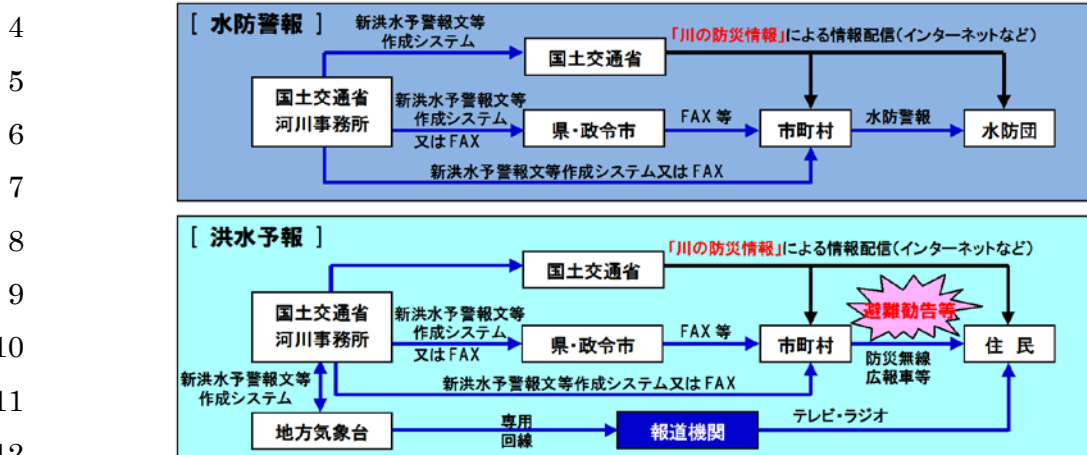 4
5
6
7
8
9
10
11
12
[ 水防警報 ]
新洪水予警報文等
作成システム
国土交通省
「川の防災情報」による情報配信(インターネットなど)
国土交通省
河川事務所
新洪水予警報文等
作成システム
又は FAX
県・政令市
FAX 等
市町村
水防警報
水防団
新洪水予警報文等作成システム又は FAX
[ 洪水予報 ]
国土交通省
「川の防災情報」による情報配信(インターネットなど)
国土交通省
河川事務所
新洪水予警報文等
作成システム
又は FAX
県・政令市
FAX 等
市町村
避難勧告等
防災無線
広報車等
住 民
新洪水予警報文等作成システム又は FAX
新洪水予警報文等
作成システム
地方気象台
専用
回線
報道機関
テレビ・ラジオ